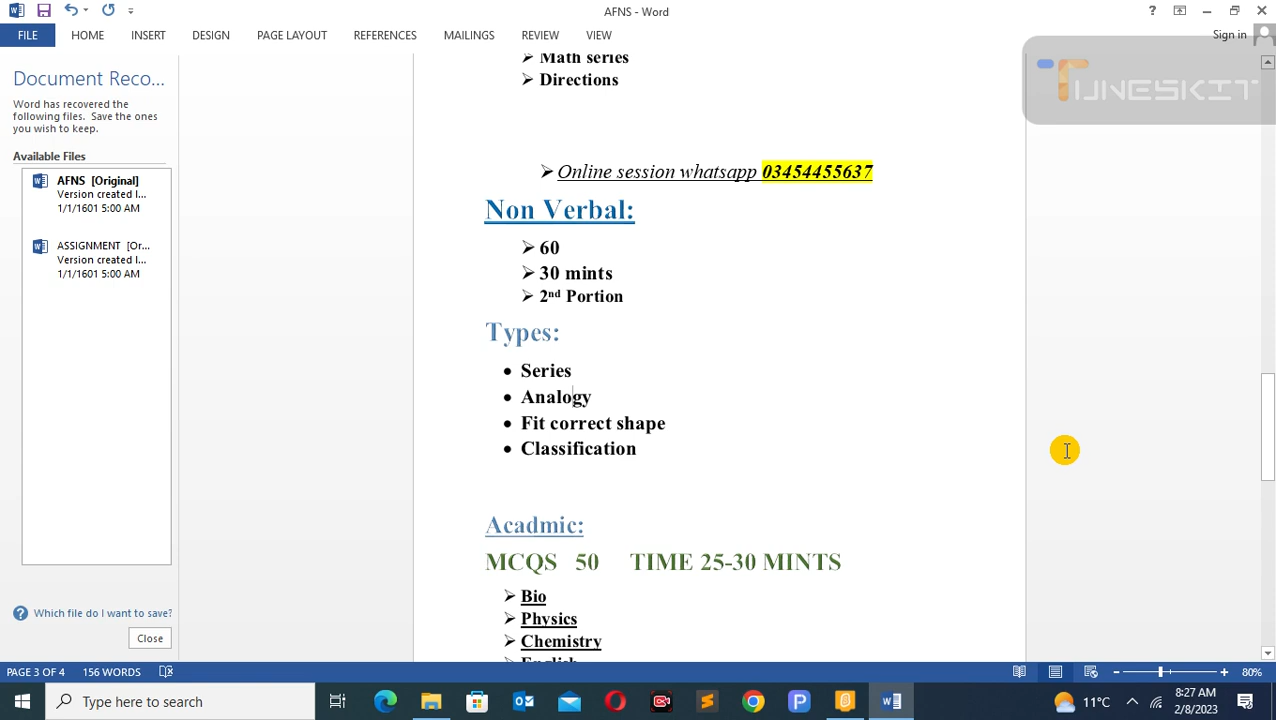 AFNS - Word
FILE HOME INSERT DESIGN PAGE LAYOUT REFERENCES MAILINGS REVIEW VIEW Sign in
Document Reco...
Word has recovered the
following files. Save the ones
you wish to keep.
Available Files
AFNS [Original]
Version created l...
1/1/1601 5:00 AM
ASSIGNMENT [Or...
Version created l...
1/1/1601 5:00 AM
Which file do I want to save?
Close
TUNESKIT
Math series
Directions
Online session whatsapp 03454455637
Non Verbal:
60
30 mints
2nd Portion
Types:
Series
Analogy
Fit correct shape
Classification
Acadmic:
MCQS 50 TIME 25-30 MINTS
Bio
Physics
Chemistry
English
PAGE 3 OF 4 156 WORDS 80%
Type here to search
11°C
8:27 AM
2/8/2023